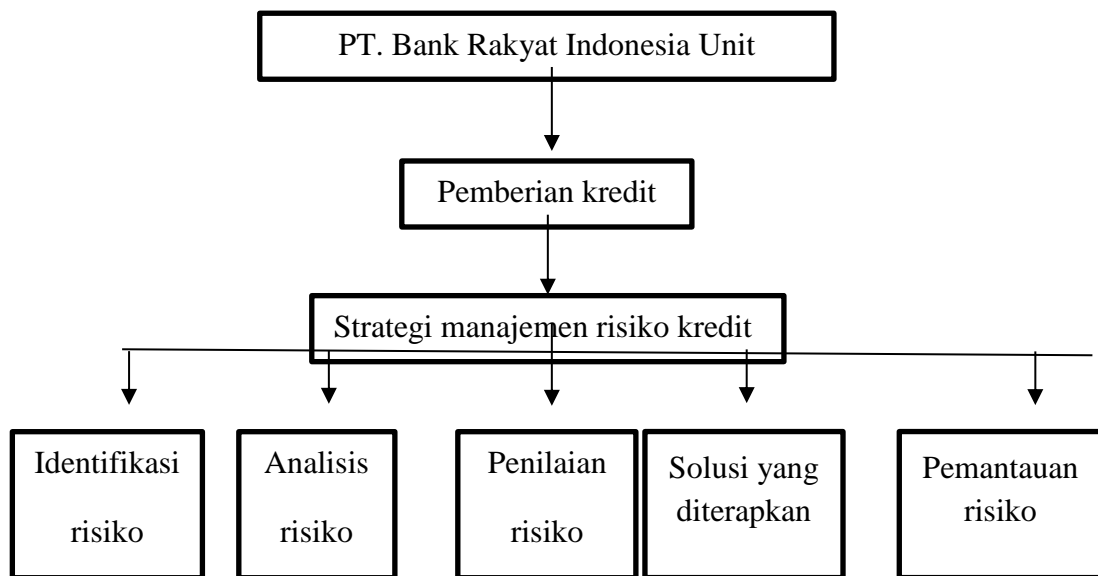 PT. Bank Rakyat Indonesia Unit
Pemberian kredit
Strategi manajemen risiko kredit
Identifikasi
risiko
Analisis
risiko
Penilaian
risiko
Solusi yang
diterapkan
Pemantauan
risiko